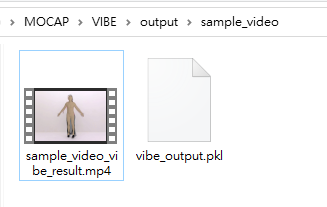 MOCAP > VIBE > output > sample_video
sample_video_vi
be_result.mp4
vibe_output.pkl